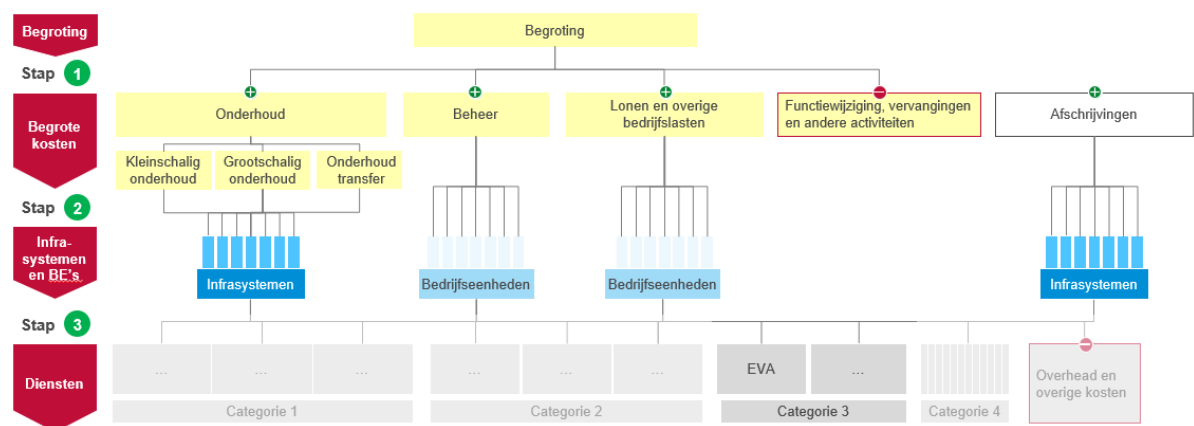 Begroting
Begroting
Stap 1
Begrote
kosten
Onderhoud
Beheer
Lonen en overige
bedrijfslasten
Functiewijziging, vervangingen
en andere activiteiten
Afschrijvingen
Kleinschalig
onderhoud
Grootschalig
onderhoud
Onderhoud
transfer
Stap 2
Infra-
systemen
en BE's
Infrasystemen
Bedrijfseenheden
Bedrijfseenheden
Infrasystemen
Stap 3
Diensten
...
...
...
...
...
...
EVA
...
Overhead en
overige kosten
Categorie 1
Categorie 2
Categorie 3
Categorie 4